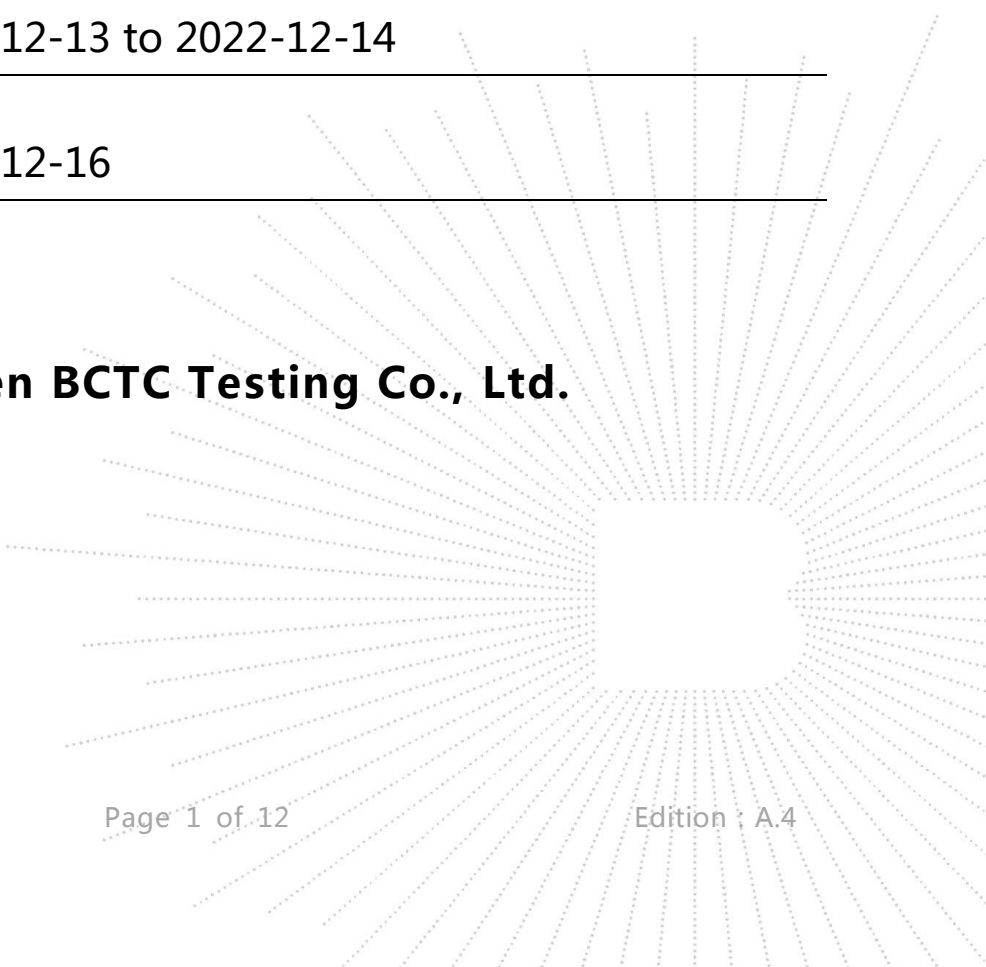 12-13 to 2022-12-14
12-16
en BCTC Testing Co., Ltd.
Page 1 of 12 Edition : A.4